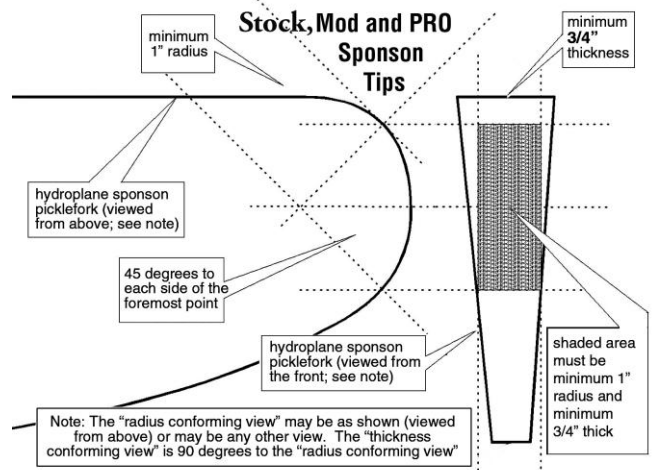 Stock, Mod and PRO
Sponson
Tips
minimum
1” radius
minimum
3/4”
thickness
hydroplane sponson
picklefork (viewed
from above; see note)
45 degrees to
each side of the
foremost point
hydroplane sponson
picklefork (viewed from
the front; see note)
shaded area
must be
minimum 1”
radius and
minimum
3/4” thick
Note: The “radius conforming view” may be as shown (viewed
from above) or may be any other view. The “thickness
conforming view” is 90 degrees to the “radius conforming view”